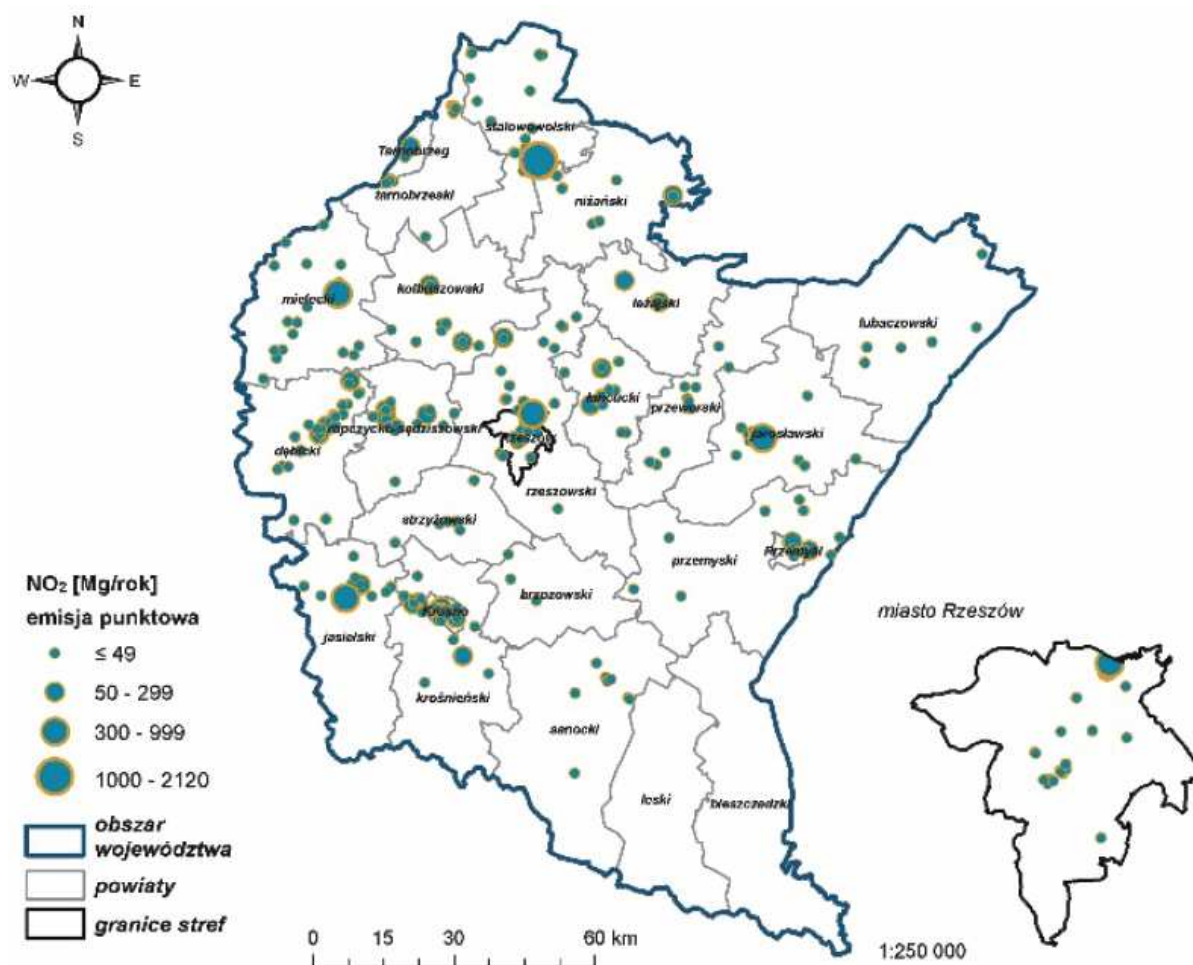 N
W
E
S
stalowowolski
Tarnobrzeg
tarnobrzeski
niżański
mielecki
kolbuszowski
leżajski
lubaczowski
łańcucki
przeworski
jarosławski
ropczycko-sędziszowski
Rzeszów
dębicki
rzeszowski
strzyżowski
przemyski
Przemyśl
brzozowski
Krosno
jasielski
krośnieński
sanocki
leski
bieszczadzki
NO₂ [Mg/rok]
emisja punktowa
≤ 49
50 - 299
300 - 999
1000 - 2120
obszar
województwa
powiaty
granice stref
0 15 30 60 km
miasto Rzeszów
1:250 000